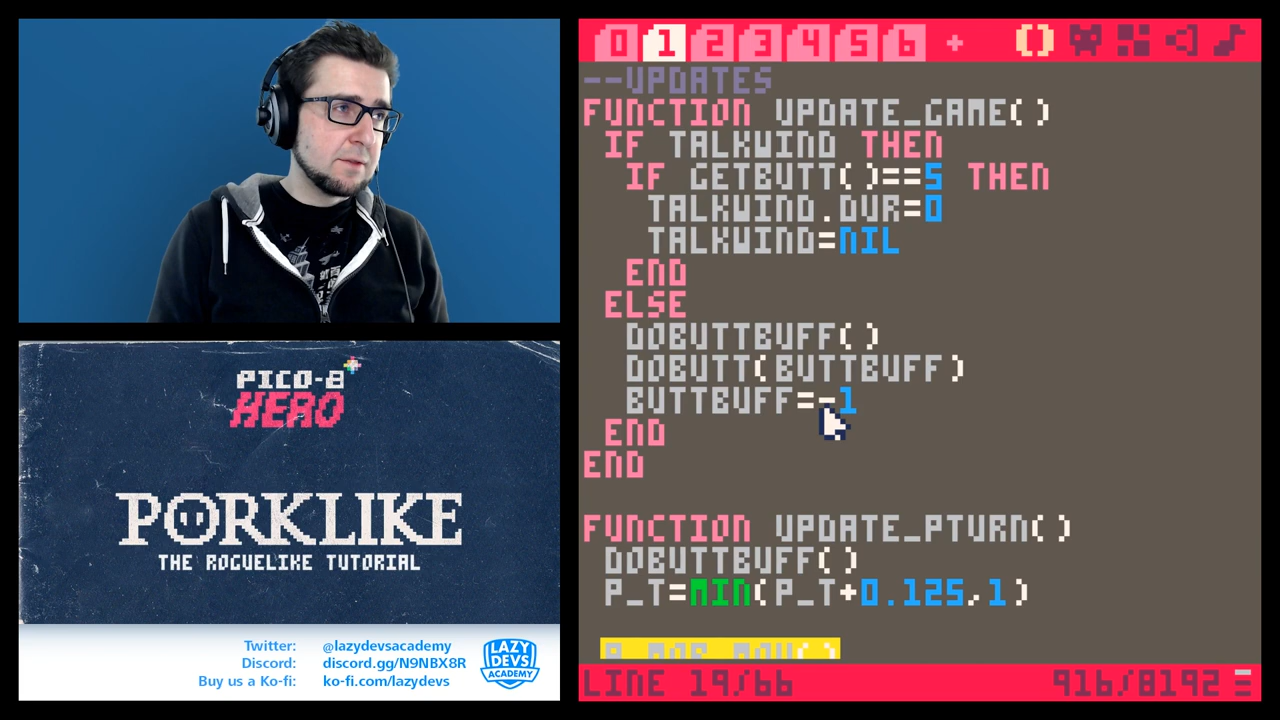 0 1 2 3 4 5 6 +
--UPDATES
FUNCTION UPDATE_GAME()
IF TALKWIND THEN
IF GETBUTT()==5 THEN
TALKWIND.DUR=0
TALKWIND=NIL
END
ELSE
DOBUTTBUFF()
DOBUTT(BUTTBUFF)
BUTTBUFF=-1
END
END
FUNCTION UPDATE_PTURN()
DOBUTTBUFF()
P_T=MIN(P_T+0.125,1)
LINE 19/66
916/8192
PICO-8
HERO
PORKLIKE
THE ROGUELIKE TUTORIAL
Twitter: @lazydevsacademy
Discord: discord.gg/N9NBX8R
Buy us a Ko-fi: ko-fi.com/lazydevs
LAZY
DEVS
ACADEMY